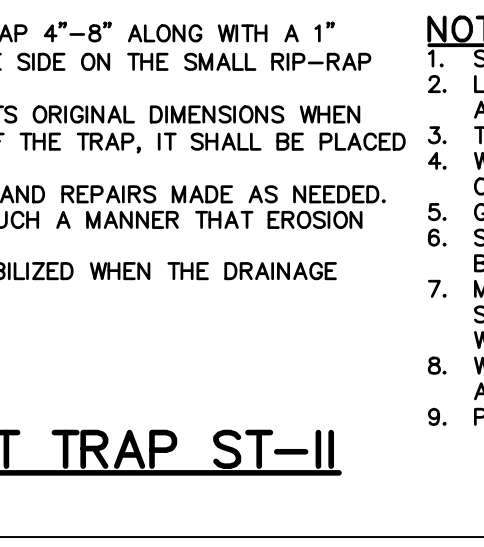 AP 4”–8” ALONG WITH A 1”
SIDE ON THE SMALL RIP–RAP
TS ORIGINAL DIMENSIONS WHEN
THE TRAP, IT SHALL BE PLACED
AND REPAIRS MADE AS NEEDED.
UCH A MANNER THAT EROSION
BILIZED WHEN THE DRAINAGE
T TRAP ST–II
NOT
1. S
2. L
A
3. T
4. W
5. G
6. S
B
7. M
S
W
8. W
A
9. P